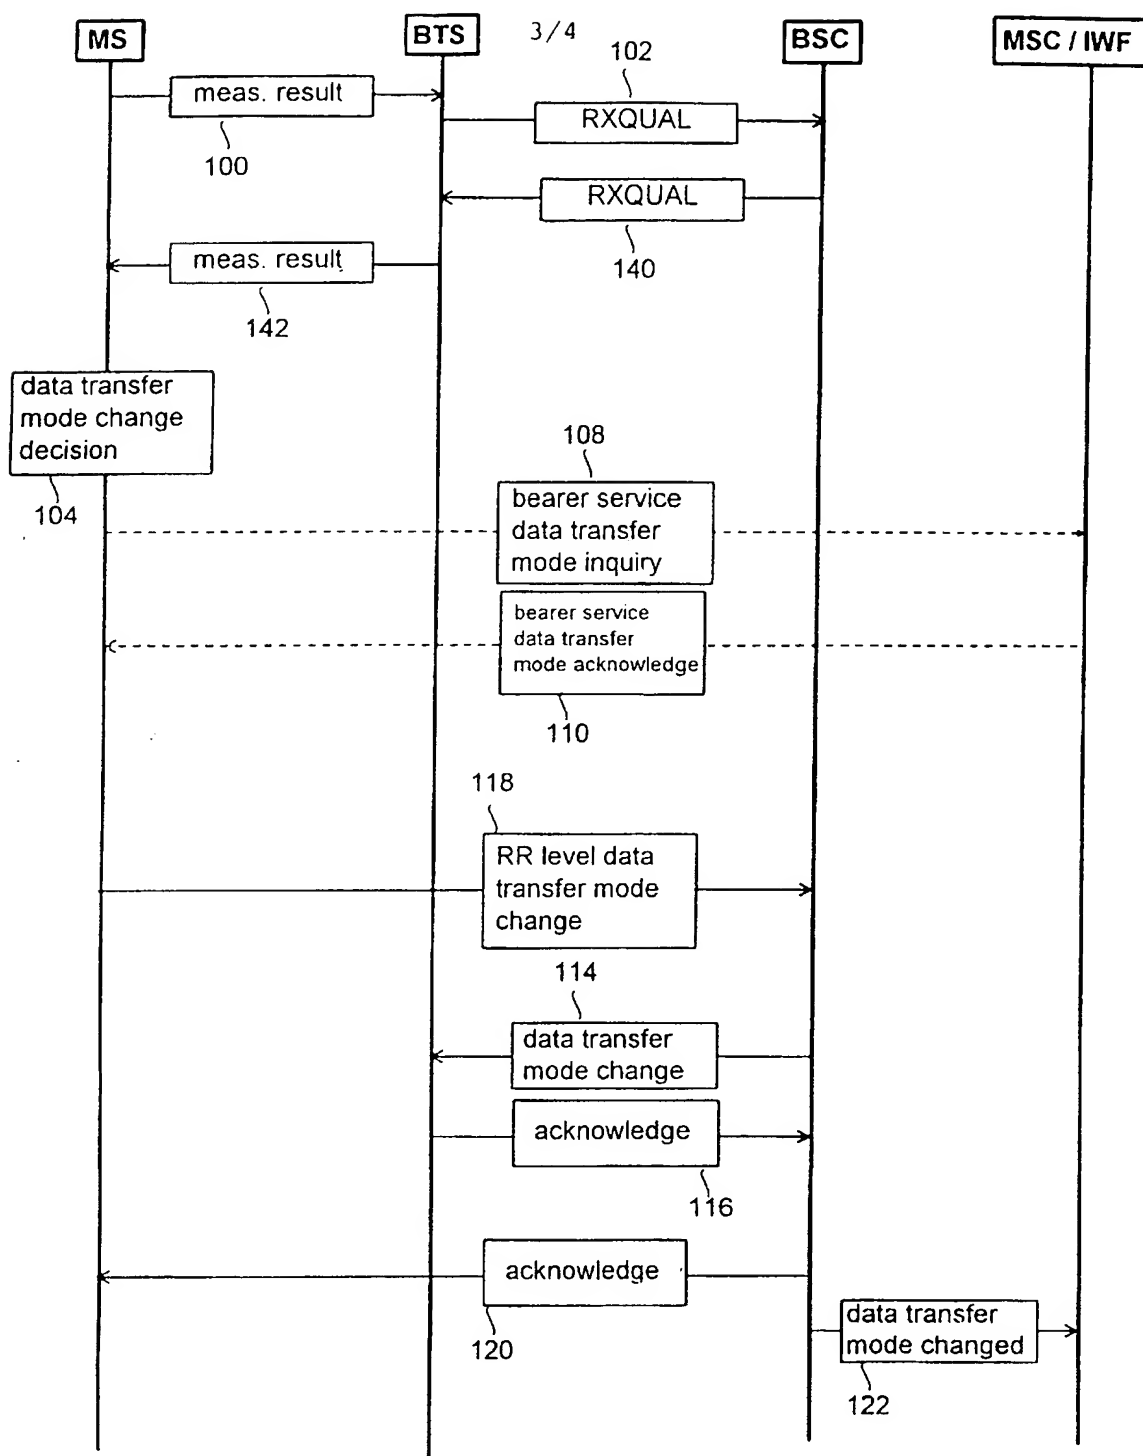 MS
BTS
3/4
BSC
MSC / IWF
102
meas. result
RXQUAL
100
RXQUAL
meas. result
140
142
data transfer
mode change
decision
108
104
bearer service
data transfer
mode inquiry
bearer service
data transfer
mode acknowledge
110
118
RR level data
transfer mode
change
114
data transfer
mode change
acknowledge
116
acknowledge
120
data transfer
mode changed
122